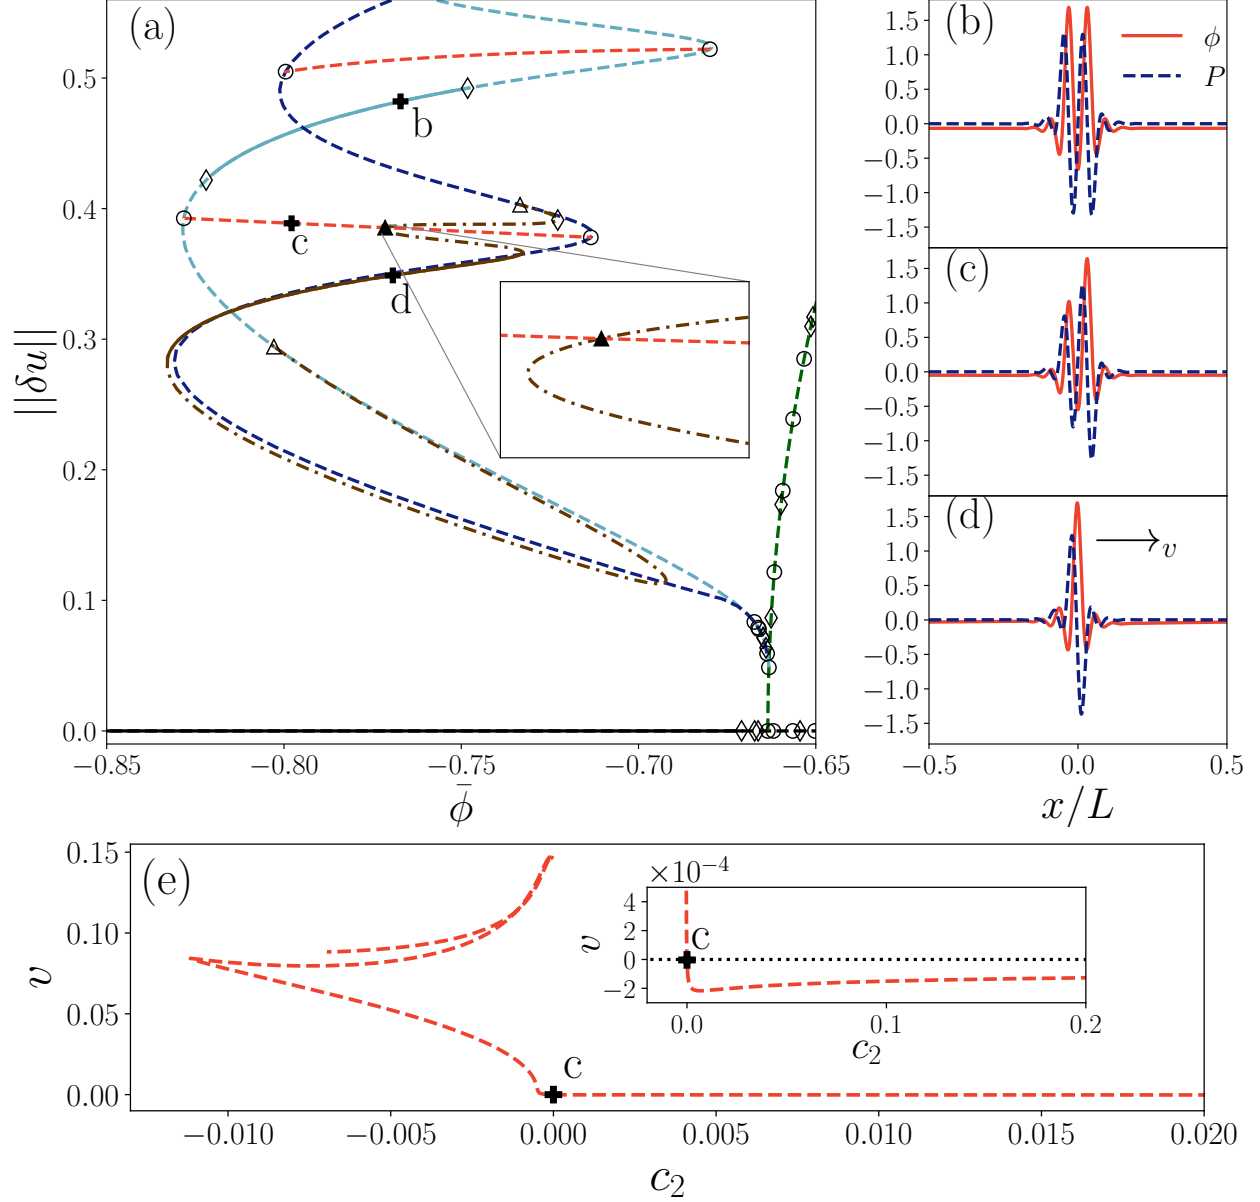 (a)
||δu||
0.5
0.4
0.3
0.2
0.1
0.0
b
c
d
−0.85
−0.80
−0.75
−0.70
−0.65
ϕ̄
(b)
ϕ
P
1.5
1.0
0.5
0.0
−0.5
−1.0
−1.5
(c)
1.5
1.0
0.5
0.0
−0.5
−1.0
−1.5
(d)
v
1.5
1.0
0.5
0.0
−0.5
−1.0
−1.5
−0.5
0.0
0.5
x/L
(e)
v
0.15
0.10
0.05
0.00
c
×10⁻⁴
v
4
2
0
−2
c
0.0
0.1
0.2
c₂
−0.010
−0.005
0.000
0.005
0.010
0.015
0.020
c₂